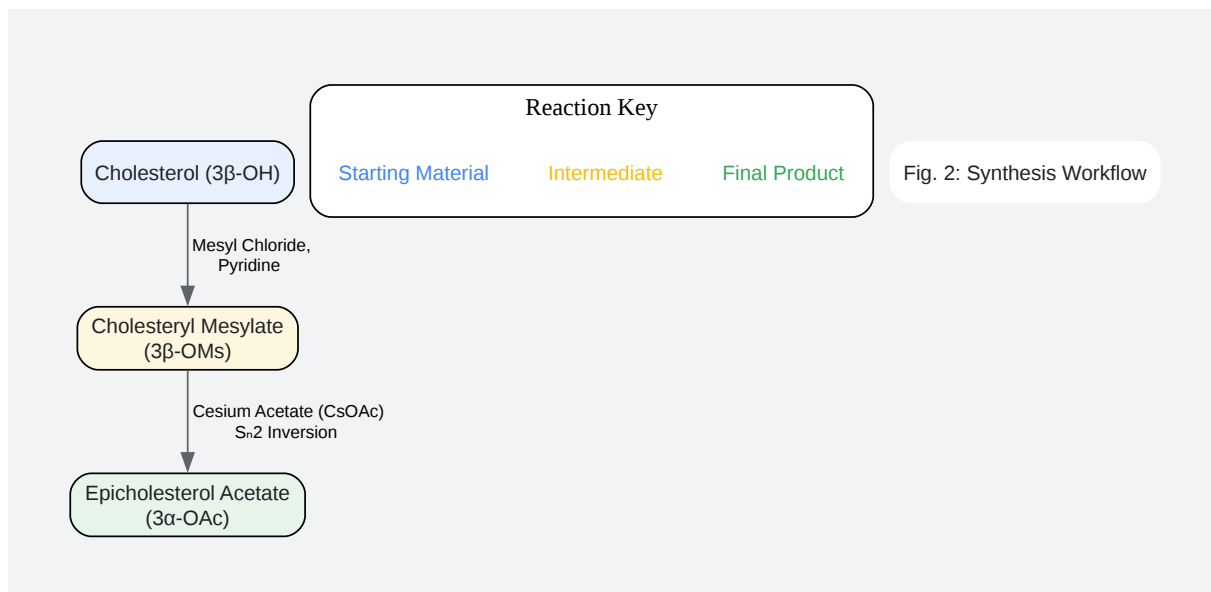 Reaction Key
Cholesterol (3β-OH)
Starting Material
Intermediate
Final Product
Fig. 2: Synthesis Workflow
Mesyl Chloride,
Pyridine
Cholesteryl Mesylate
(3β-OMs)
Cesium Acetate (CsOAc)
Sₙ2 Inversion
Epicholesterol Acetate
(3α-OAc)